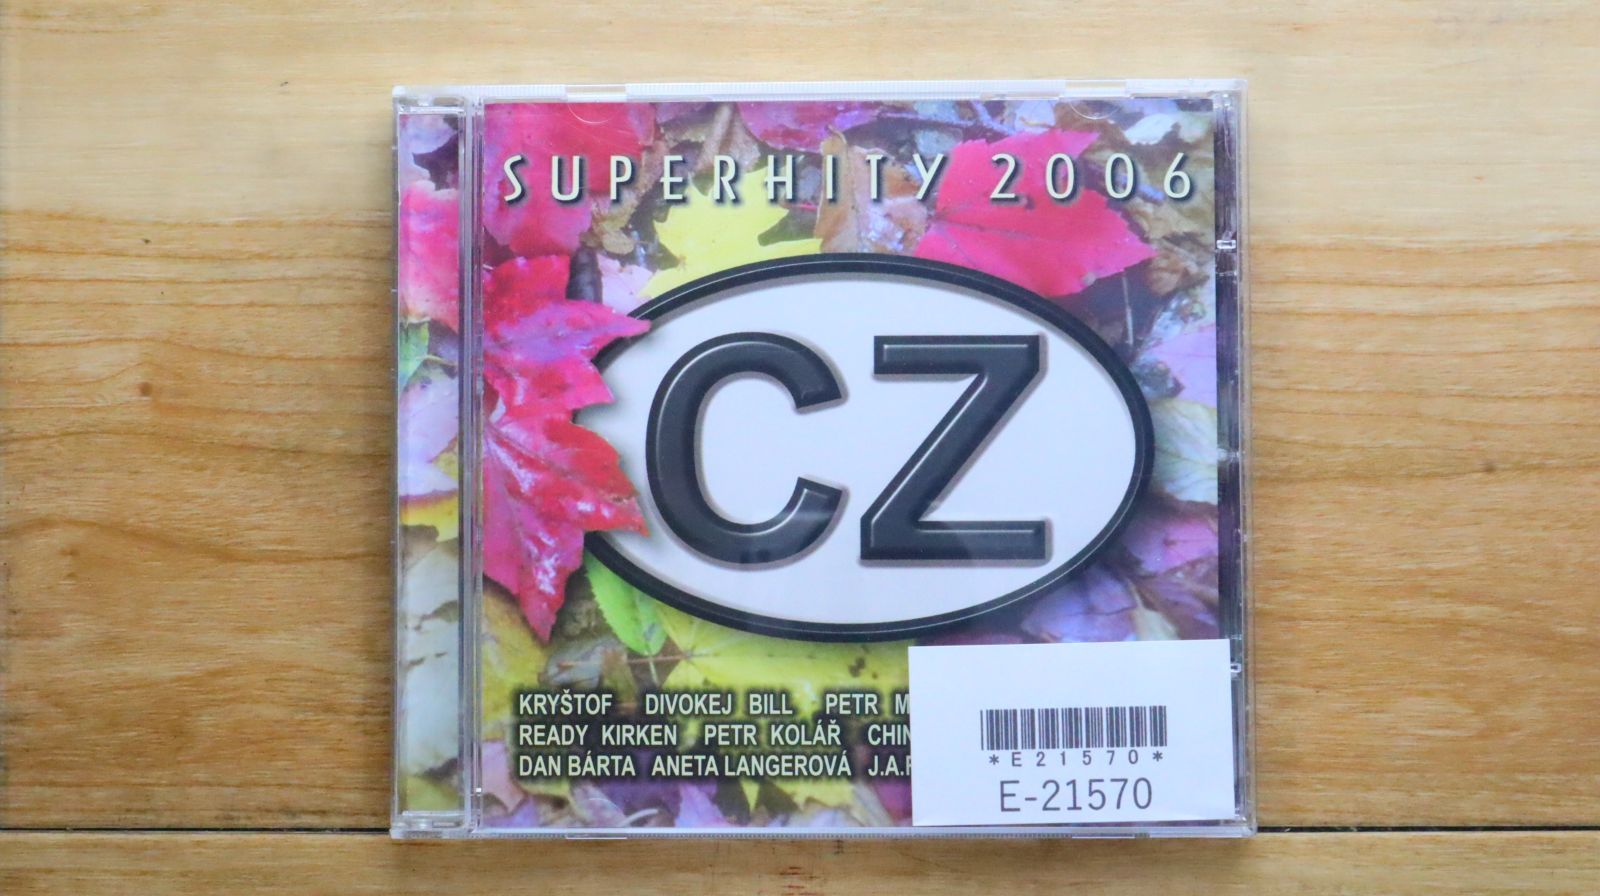 SUPERHITY 2006
CZ
KRYŠTOF DIVOKEJ BILL PETR
READY KIRKEN PETR KOLÁŘ
DAN BÁRTA ANETA LANGEROVÁ
*E21570*
E-21570